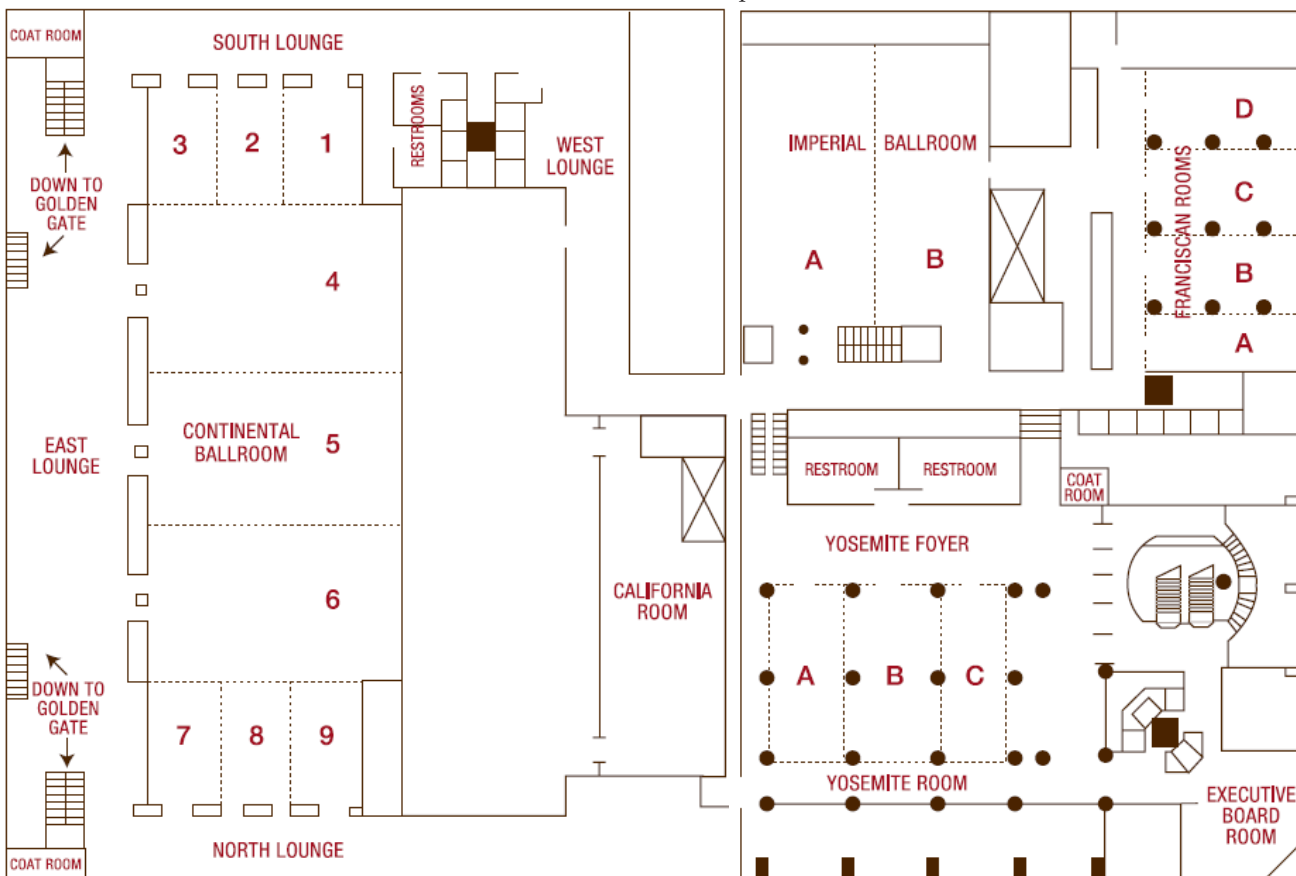 COAT ROOM
SOUTH LOUNGE
3
2
1
RESTROOMS
WEST
LOUNGE
DOWN TO
GOLDEN
GATE
4
EAST
LOUNGE
CONTINENTAL
BALLROOM
5
6
CALIFORNIA
ROOM
DOWN TO
GOLDEN
GATE
7
8
9
NORTH LOUNGE
COAT ROOM
IMPERIAL BALLROOM
A
B
FRANCISCAN ROOMS
D
C
B
A
RESTROOM
RESTROOM
COAT
ROOM
YOSEMITE FOYER
A
B
C
YOSEMITE ROOM
EXECUTIVE
BOARD
ROOM